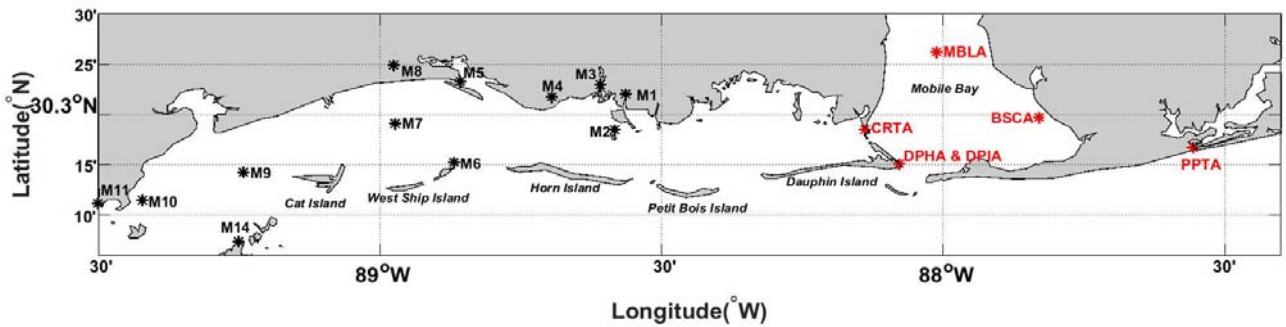 30'
25'
30.3°N
15'
10'
Latitude(°N)
MBLA
M8
M5
M3
M4
M1
Mobile Bay
M7
M2
CRTA
BSCA
M6
DPHA & DPIA
PPTA
M9
Horn Island
Dauphin Island
M11
M10
Cat Island
West Ship Island
Petit Bois Island
M14
30'
89°W
30'
88°W
30'
Longitude(°W)